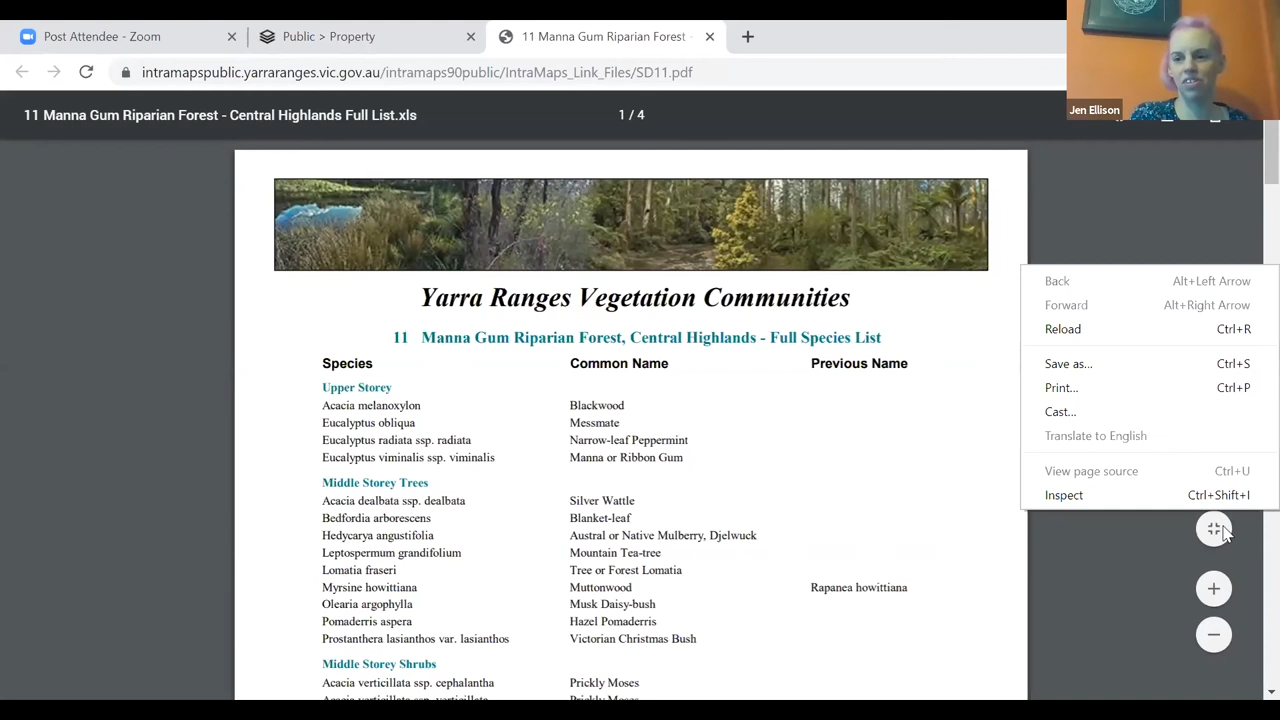 Post Attendee - Zoom
Public > Property
11 Manna Gum Riparian Forest -
intramapspublic.yarraranges.vic.gov.au/intramaps90public/IntraMaps_Link_Files/SD11.pdf
Jen Ellison
11 Manna Gum Riparian Forest - Central Highlands Full List.xls
1 / 4
Yarra Ranges Vegetation Communities
11 Manna Gum Riparian Forest, Central Highlands - Full Species List
Species Common Name Previous Name
Upper Storey
Acacia melanoxylon Blackwood
Eucalyptus obliqua Messmate
Eucalyptus radiata ssp. radiata Narrow-leaf Peppermint
Eucalyptus viminalis ssp. viminalis Manna or Ribbon Gum
Middle Storey Trees
Acacia dealbata ssp. dealbata Silver Wattle
Bedfordia arborescens Blanket-leaf
Hedycarya angustifolia Austral or Native Mulberry, Djelwuck
Leptospermum grandifolium Mountain Tea-tree
Lomatia fraseri Tree or Forest Lomatia
Myrsine howittiana Muttonwood Rapanea howittiana
Olearia argophylla Musk Daisy-bush
Pomaderris aspera Hazel Pomaderris
Prostanthera lasianthos var. lasianthos Victorian Christmas Bush
Middle Storey Shrubs
Acacia verticillata ssp. cephalantha Prickly Moses
Acacia verticillata ssp. verticillata Prickly Moses
Back Alt+Left Arrow
Forward Alt+Right Arrow
Reload Ctrl+R
Save as... Ctrl+S
Print... Ctrl+P
Cast...
Translate to English
View page source Ctrl+U
Inspect Ctrl+Shift+I